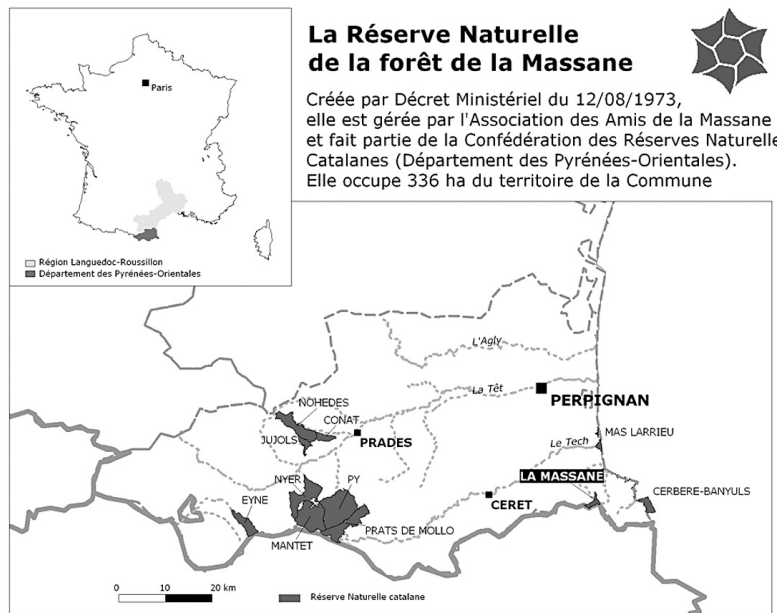 La Réserve Naturelle
de la forêt de la Massane
Créée par Décret Ministériel du 12/08/1973,
elle est gérée par l'Association des Amis de la Massane
et fait partie de la Confédération des Réserves Naturelle
Catalanes (Département des Pyrénées-Orientales).
Elle occupe 336 ha du territoire de la Commune
Paris
Région Languedoc-Roussillon
Département des Pyrénées-Orientales
L'Agly
La Têt
PERPIGNAN
NOHEDES
CONAT
JUJOLS
PRADES
MAS LARRIEU
Le Tech
LA MASSANE
NYER
PY
CERBERE-BANYULS
EYNE
CERET
PRATS DE MOLLO
MANTET
0 10 20 km
Réserve Naturelle catalane